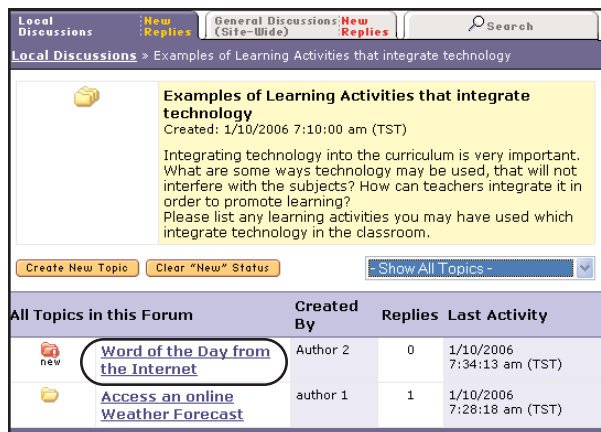 Local Discussions New Replies General Discussions (Site-Wide) New Replies Search
Local Discussions » Examples of Learning Activities that integrate technology
Examples of Learning Activities that integrate
technology
Created: 1/10/2006 7:10:00 am (TST)
Integrating technology into the curriculum is very important.
What are some ways technology may be used, that will not
interfere with the subjects? How can teachers integrate it in
order to promote learning?
Please list any learning activities you may have used which
integrate technology in the classroom.
Create New Topic Clear "New" Status - Show All Topics -
All Topics in this Forum Created By Replies Last Activity
new Word of the Day from Author 2 0 1/10/2006
the Internet 7:34:13 am (TST)
Access an online author 1 1 1/10/2006
Weather Forecast 7:28:18 am (TST)